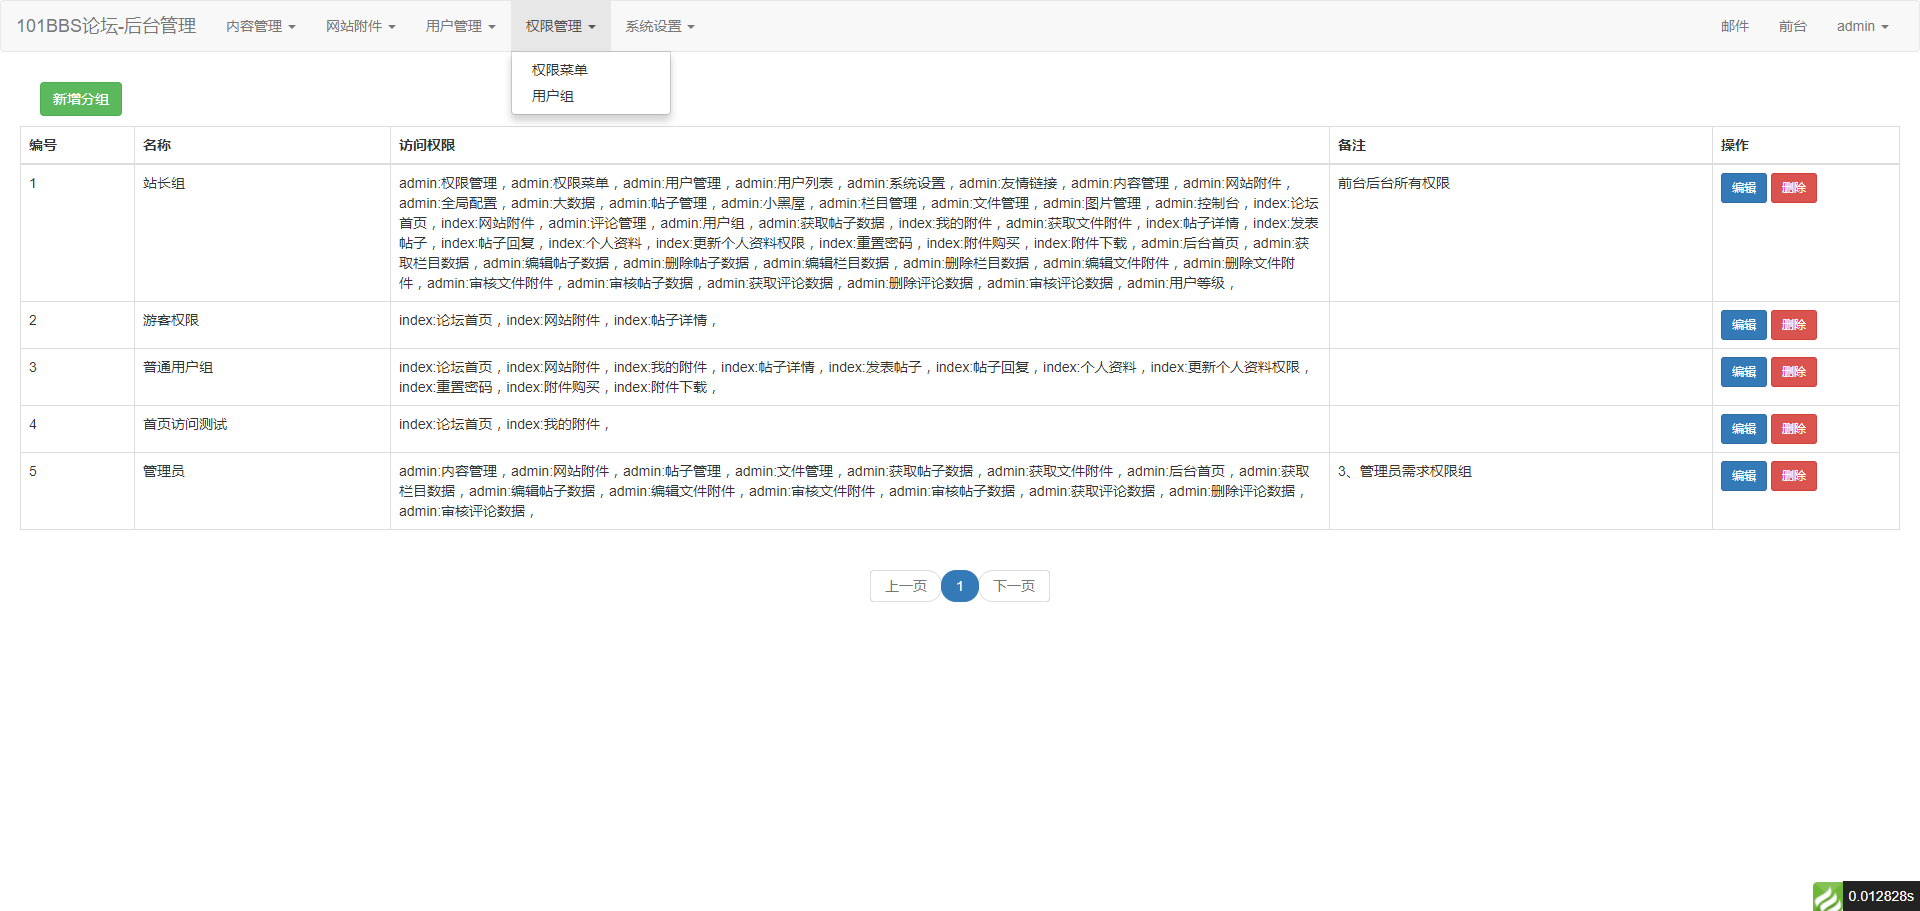 101BBS论坛-后台管理 内容管理 网站附件 用户管理 权限管理 系统设置 邮件 前台 admin
权限菜单
用户组
新增分组
编号 名称 访问权限 备注 操作
1 站长组 admin:权限管理，admin:权限菜单，admin:用户管理，admin:用户列表，admin:系统设置，admin:友情链接，admin:内容管理，admin:网站附件， 前台后台所有权限 编辑 删除
admin:全局配置，admin:大数据，admin:帖子管理，admin:小黑屋，admin:栏目管理，admin:文件管理，admin:图片管理，admin:控制台，index:论坛
首页，index:网站附件，admin:评论管理，admin:用户组，admin:获取帖子数据，index:我的附件，admin:获取文件附件，index:帖子详情，index:发表
帖子，index:帖子回复，index:个人资料，index:更新个人资料权限，index:重置密码，index:附件购买，index:附件下载，admin:后台首页，admin:获
取栏目数据，admin:编辑帖子数据，admin:删除帖子数据，admin:编辑栏目数据，admin:删除栏目数据，admin:编辑文件附件，admin:删除文件附
件，admin:审核文件附件，admin:审核帖子数据，admin:获取评论数据，admin:删除评论数据，admin:审核评论数据，admin:用户等级，
2 游客权限 index:论坛首页，index:网站附件，index:帖子详情， 编辑 删除
3 普通用户组 index:论坛首页，index:网站附件，index:我的附件，index:帖子详情，index:发表帖子，index:帖子回复，index:个人资料，index:更新个人资料权限， 编辑 删除
index:重置密码，index:附件购买，index:附件下载，
4 首页访问测试 index:论坛首页，index:我的附件， 编辑 删除
5 管理员 admin:内容管理，admin:网站附件，admin:帖子管理，admin:文件管理，admin:获取帖子数据，admin:获取文件附件，admin:后台首页，admin:获取 3、管理员需求权限组 编辑 删除
栏目数据，admin:编辑帖子数据，admin:编辑文件附件，admin:审核文件附件，admin:审核帖子数据，admin:获取评论数据，admin:删除评论数据，
admin:审核评论数据，
上一页 1 下一页
0.012828s